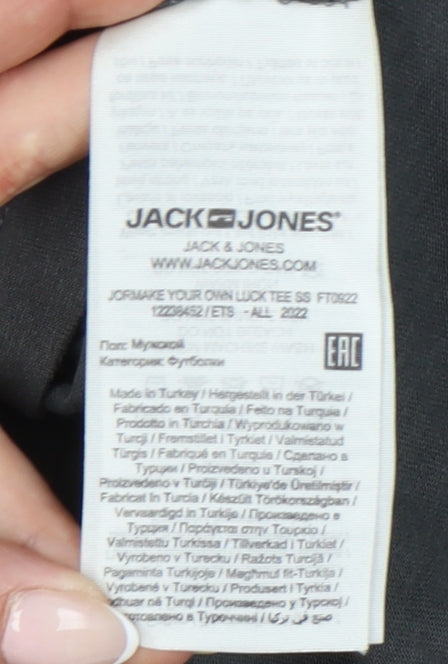 JACK JONES®
JACK & JONES
WWW.JACKJONES.COM
JORMAKE YOUR OWN LUCK TEE SS FT0922
12238452 / ETS - ALL 2022
Пол: Мужской
Категория: Футболки
EAC
Made in Turkey / Hergestellt in der Türkei /
Fabricado en Turquía / Feito na Turquia /
Prodotto in Turchia / Wyprodukowano w
Turcji / Fremstillet i Tyrkiet / Valmistatud
Türgis / Fabriqué en Turquie / Сделано в
Турции / Proizvedeno u Turskoj /
Proizvedeno v Turčiji / Türkiye'de Üretilmiştir /
Fabricat în Turcia / Készült Törökországban /
Vervaardigd in Turkije / Произведено в
Турция / Παράγεται στην Τουρκία /
Valmistettu Turkissa / Tillverkad i Turkiet /
Vyrobeno v Turecku / Ražots Turcijā /
Pagaminta Turkijoje / Meghmul fit-Turkija /
Vyrobené v Turecku / Produsert i Tyrkia /
në Turqi / Произведено у Турској /
в Туреччині / صنع في تركيا